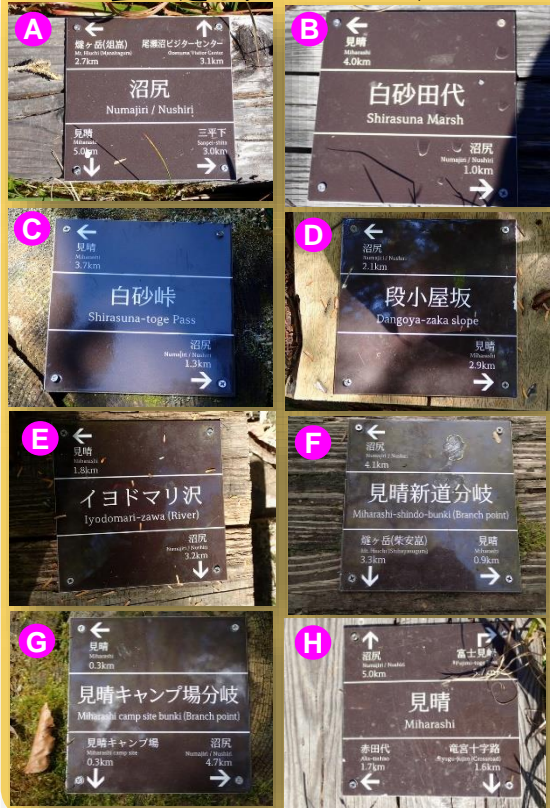 A
← ↑
燧ヶ岳(俎嵓) 尾瀬沼ビジターセンター
Mt. Hiuchi (Manaitagura) Ozenuma Visitor Center
2.7km 3.1km
沼尻
Numajiri / Nushiri
見晴 三平下
Miharashi Sanpei-shita
5.0km 3.0km
↓ →
B
←
見晴
Miharashi
4.0km
白砂田代
Shirasuna Marsh
沼尻
Numajiri / Nushiri
1.0km
→
C
←
見晴
Miharashi
3.7km
白砂峠
Shirasuna-toge Pass
沼尻
Numajiri / Nushiri
1.3km
→
D
←
沼尻
Numajiri / Nushiri
2.1km
段小屋坂
Dangoya-zaka slope
見晴
Miharashi
2.9km
→
E
←
見晴
Miharashi
1.8km
イヨドマリ沢
Iyodomari-zawa (River)
沼尻
Numajiri / Nushiri
3.2km
↓
F
←
沼尻
Numajiri / Nushiri
4.1km
見晴新道分岐
Miharashi-shindo-bunki (Branch point)
燧ヶ岳(柴安嵓) 見晴
Mt. Hiuchi (Shibayasugura) Miharashi
3.3km 0.9km
↓ →
G
←
見晴
Miharashi
0.3km
見晴キャンプ場分岐
Miharashi camp site bunki (Branch point)
見晴キャンプ場 沼尻
Miharashi camp site Numajiri / Nushiri
0.3km 4.7km
↓ →
H
↑ ↱
沼尻 富士見峠
Numajiri / Nushiri
5.0km
見晴
Miharashi
赤田代 竜宮十字路
Aka-tashiro Ryugu-jujiro (Crossroad)
1.7km 1.6km
← ↓